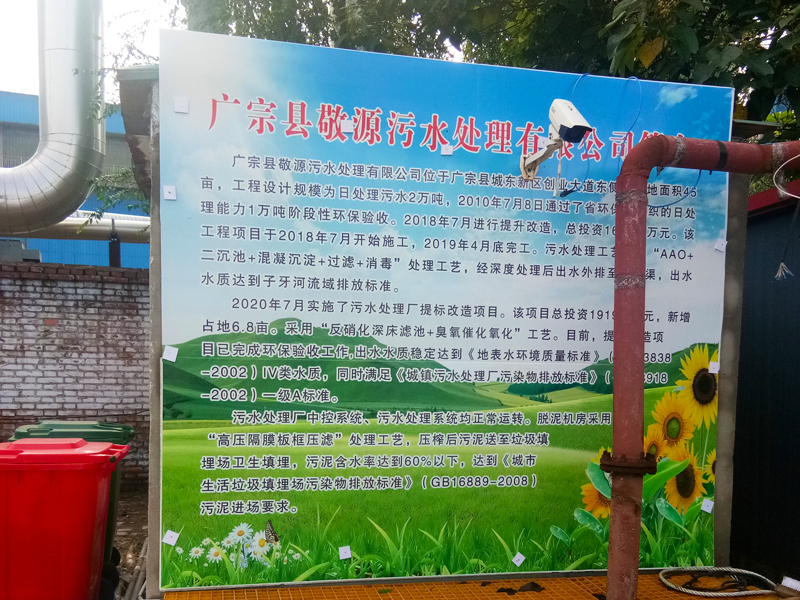 广宗县敬源污水处理有限公司
广宗县敬源污水处理有限公司位于广宗县城东新区创业大道东侧 地面积45
亩，工程设计规模为日处理污水2万吨，2010年7月8日通过了省环保 织的日处
理能力1万吨阶段性环保验收。2018年7月进行提升改造，总投资16 万元。该
工程项目于2018年7月开始施工，2019年4月底完工。污水处理工艺 “AAO+
二沉池+混凝沉淀+过滤+消毒”处理工艺，经深度处理后出水外排至 渠，出水
水质达到子牙河流域排放标准。
2020年7月实施了污水处理厂提标改造项目。该项目总投资1919 元，新增
占地6.8亩。采用“反硝化深床滤池+臭氧催化氧化”工艺。目前，提 造项
目已完成环保验收工作,出水水质稳定达到《地表水环境质量标准》（ 3838
-2002）IV类水质，同时满足《城镇污水处理厂污染物排放标准》（ 8918
-2002）一级A标准。
污水处理厂中控系统、污水处理系统均正常运转。脱泥机房采用
“高压隔膜板框压滤”处理工艺，压榨后污泥送至垃圾填
埋场卫生填埋，污泥含水率达到60%以下，达到《城市
生活垃圾填埋场污染物排放标准》（GB16889-2008）
污泥进场要求。